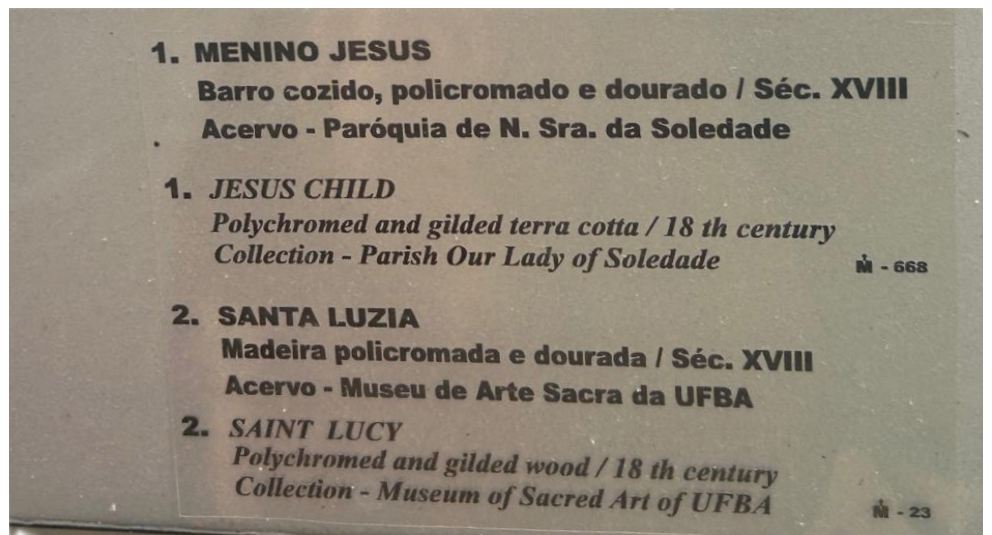 1. MENINO JESUS
Barro cozido, policromado e dourado / Séc. XVIII
Acervo - Paróquia de N. Sra. da Soledade
1. JESUS CHILD
Polychromed and gilded terra cotta / 18 th century
Collection - Parish Our Lady of Soledade
M - 668
2. SANTA LUZIA
Madeira policromada e dourada / Séc. XVIII
Acervo - Museu de Arte Sacra da UFBA
2. SAINT LUCY
Polychromed and gilded wood / 18 th century
Collection - Museum of Sacred Art of UFBA
M - 23